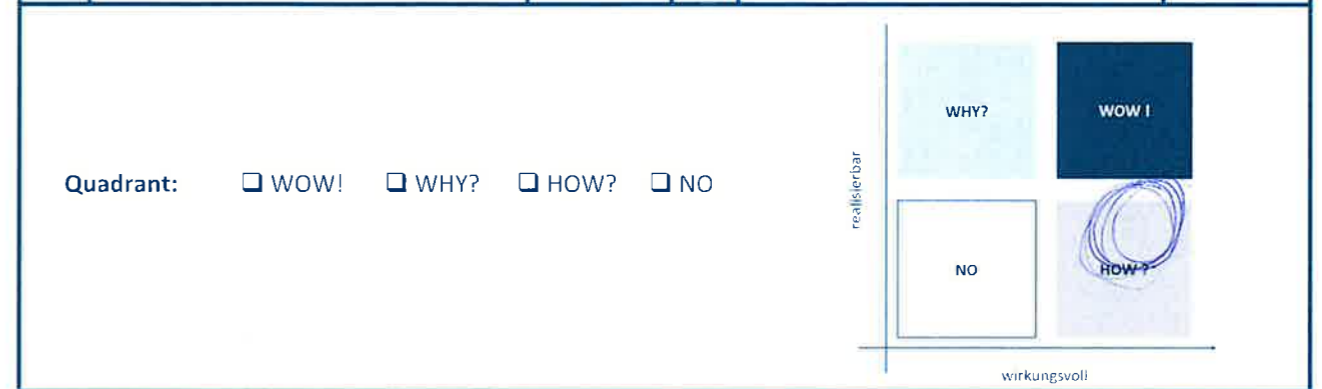 Quadrant: ❑ WOW! ❑ WHY? ❑ HOW? ❑ NO
WHY? WOW !
realisierbar
NO HOW ?
wirkungsvoll